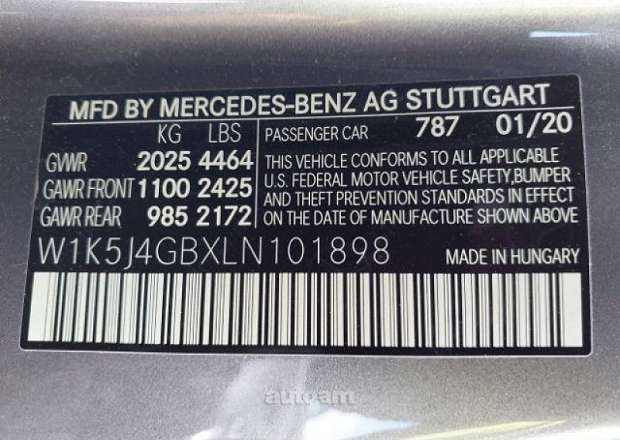 MFD BY MERCEDES-BENZ AG STUTTGART
KG LBS
GVWR 2025 4464
GAWR FRONT 1100 2425
GAWR REAR 985 2172
PASSENGER CAR 787 01/20
THIS VEHICLE CONFORMS TO ALL APPLICABLE
U.S. FEDERAL MOTOR VEHICLE SAFETY,BUMPER
AND THEFT PREVENTION STANDARDS IN EFFECT
ON THE DATE OF MANUFACTURE SHOWN ABOVE
W1K5J4GBXLN101898 MADE IN HUNGARY
autoam